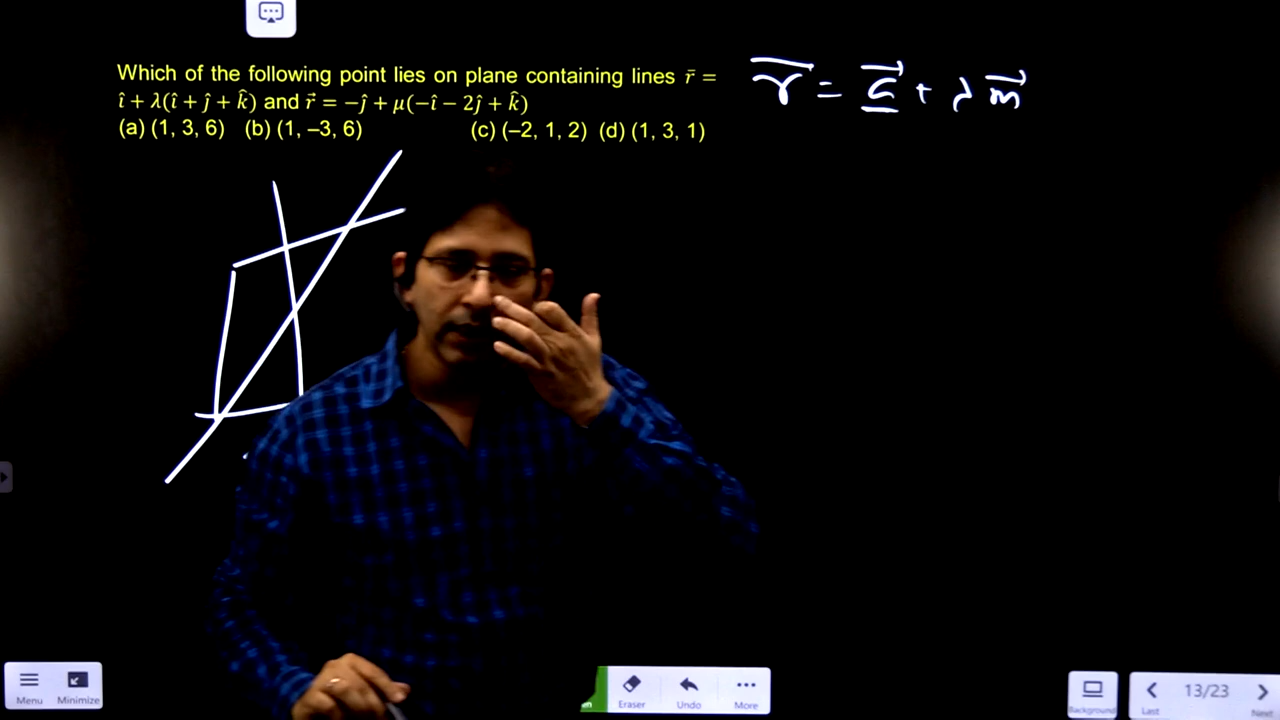 Which of the following point lies on plane containing lines r̄ =
î + λ(î + ĵ + k̂) and r⃗ = −ĵ + μ(−î − 2ĵ + k̂)
(a) (1, 3, 6) (b) (1, –3, 6) (c) (–2, 1, 2) (d) (1, 3, 1)
r⃗ = a⃗ + λ m⃗
Menu
Minimize
Eraser
Undo
More
Background
Last
13/23
Next